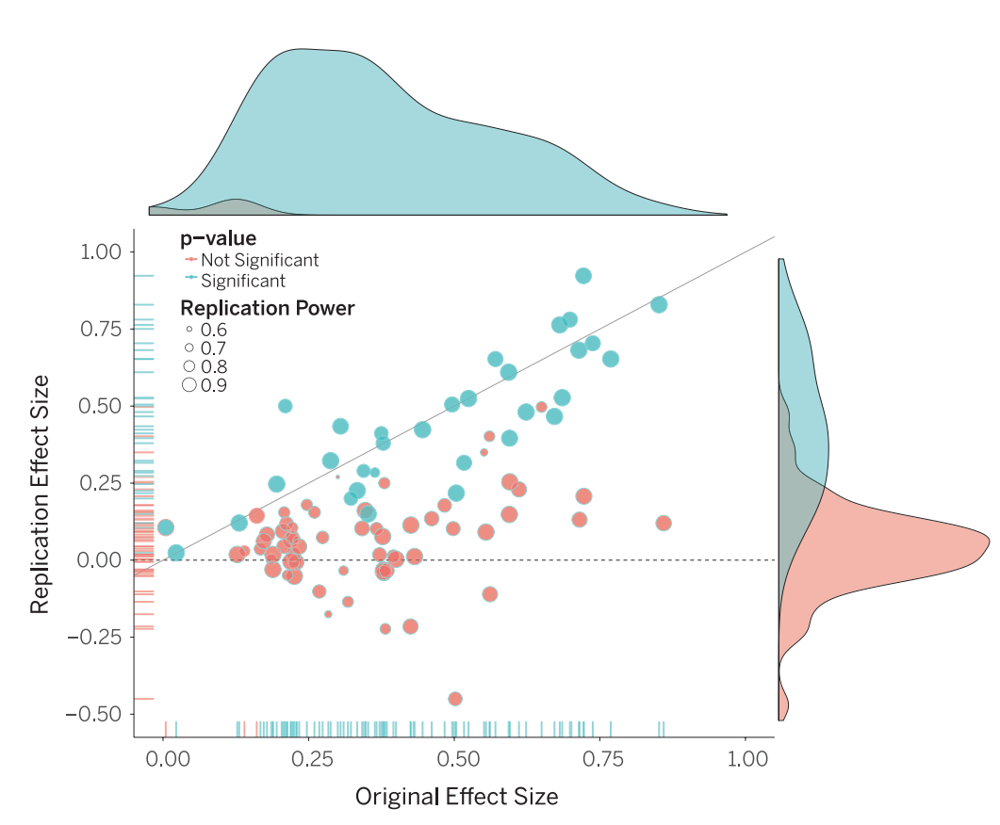 p−value
Not Significant
Significant
Replication Power
0.6
0.7
0.8
0.9
1.00
0.75
0.50
0.25
0.00
−0.25
−0.50
Replication Effect Size
0.00 0.25 0.50 0.75 1.00
Original Effect Size